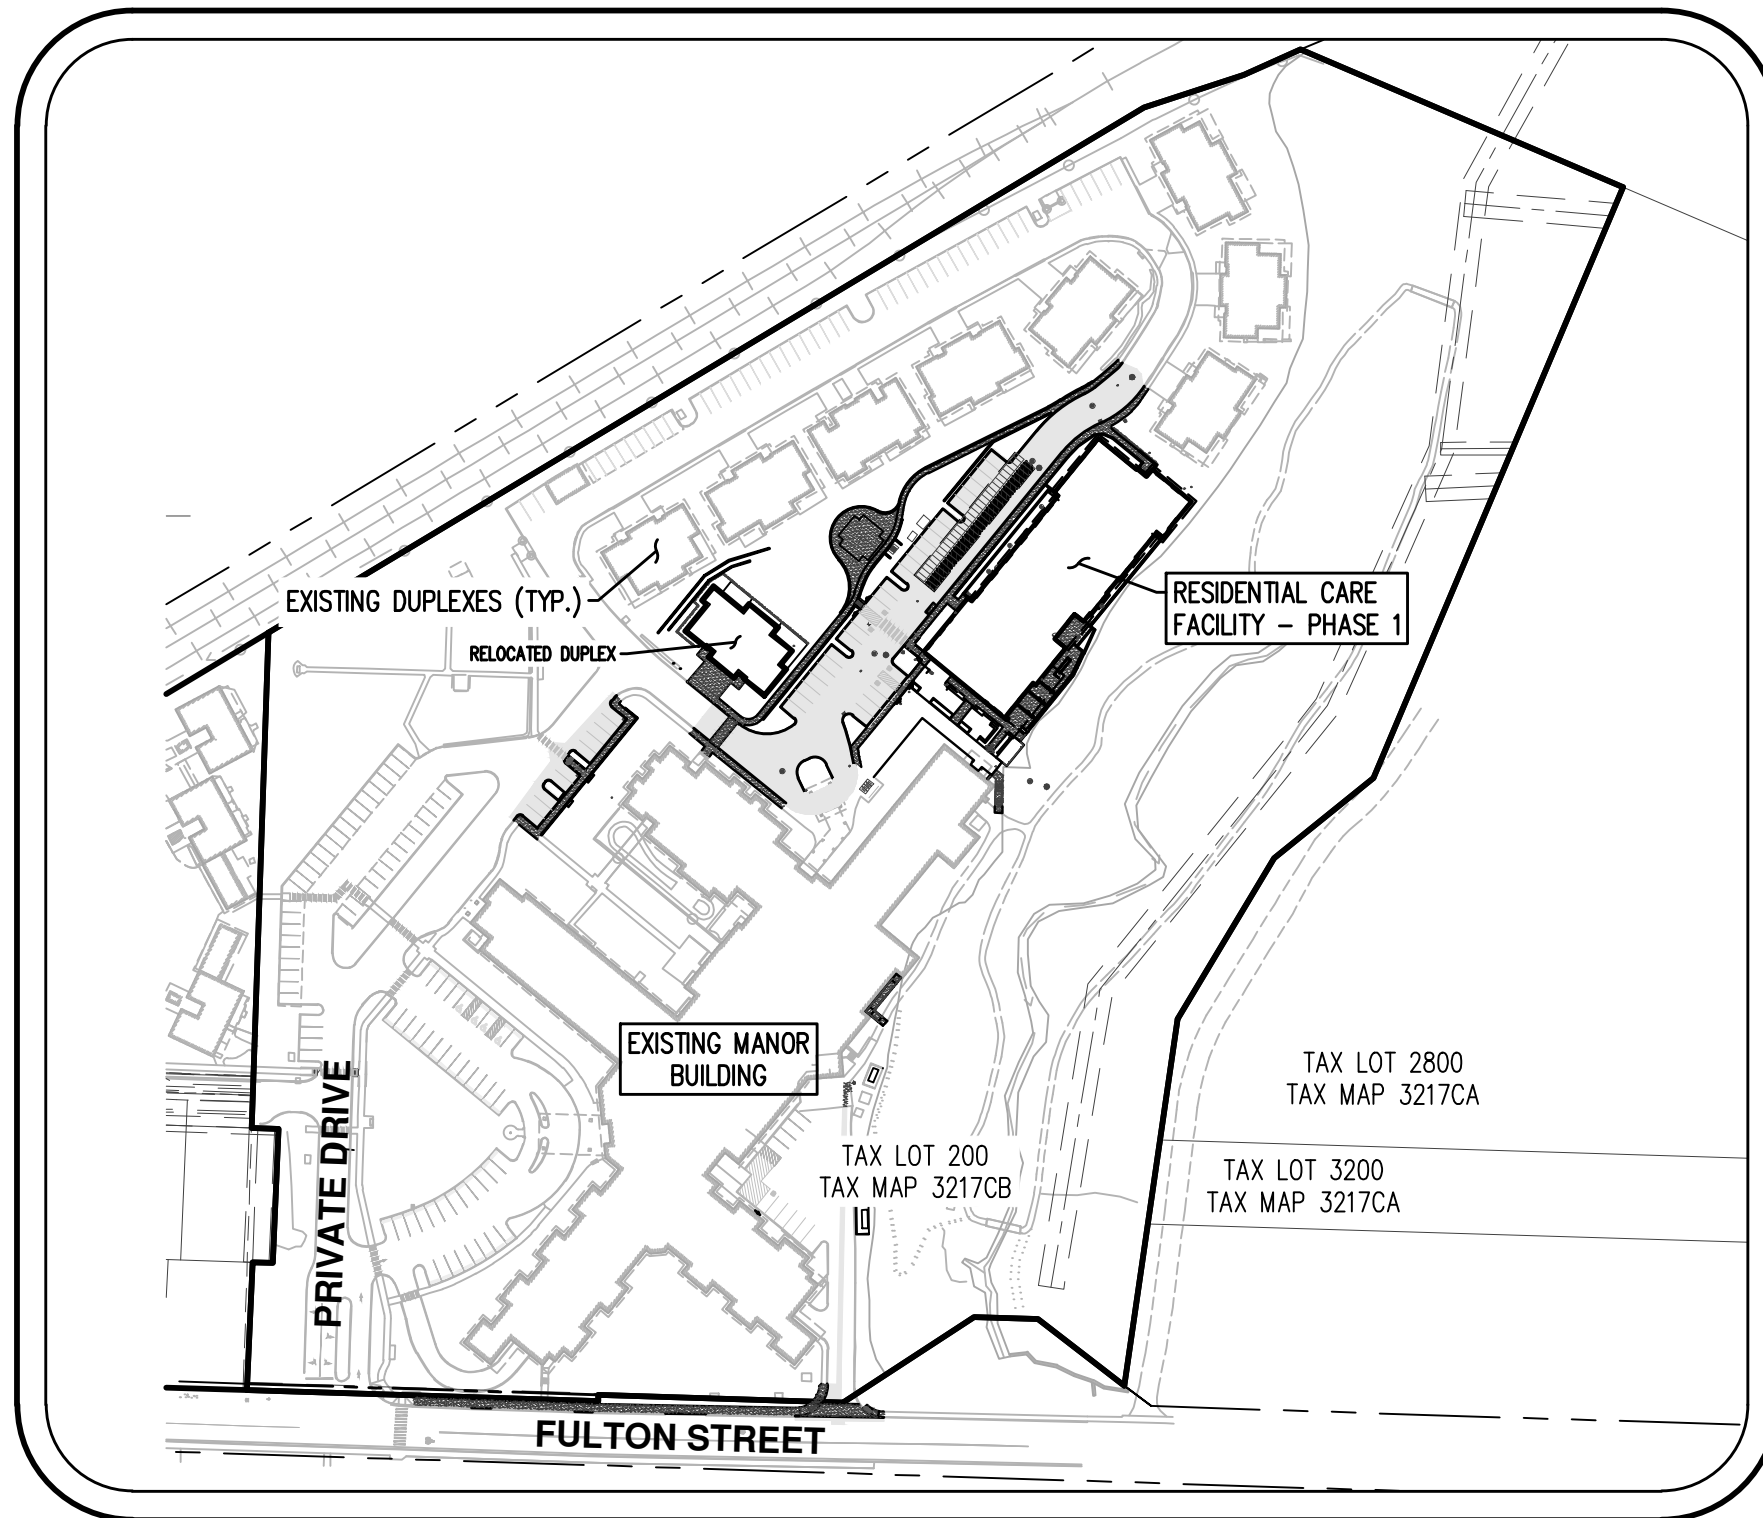 EXISTING DUPLEXES (TYP.)
RELOCATED DUPLEX
RESIDENTIAL CARE
FACILITY – PHASE 1
EXISTING MANOR
BUILDING
TAX LOT 2800
TAX MAP 3217CA
TAX LOT 200
TAX MAP 3217CB
TAX LOT 3200
TAX MAP 3217CA
PRIVATE DRIVE
FULTON STREET